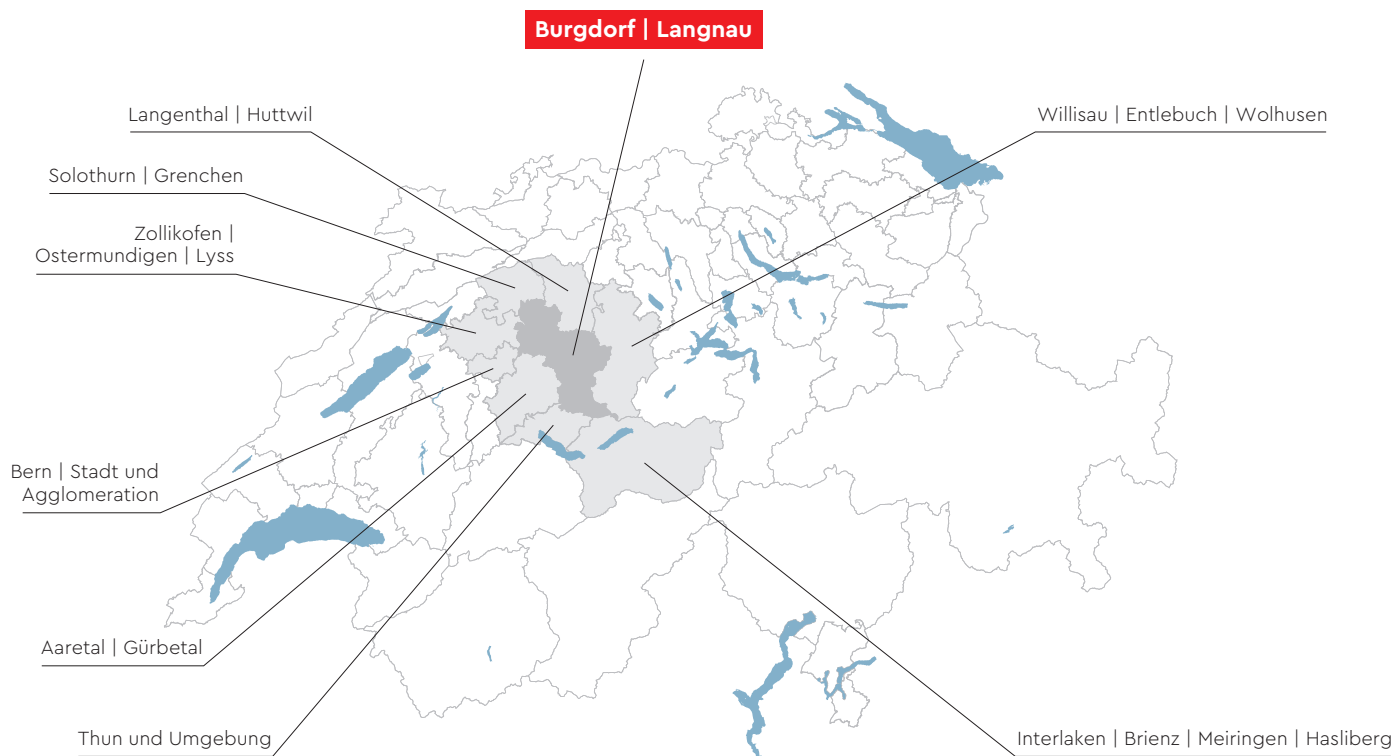 Burgdorf | Langnau
Langenthal | Huttwil
Willisau | Entlebuch | Wolhusen
Solothurn | Grenchen
Zollikofen |
Ostermundigen | Lyss
Bern | Stadt und
Agglomeration
Aaretal | Gürbetal
Thun und Umgebung
Interlaken | Brienz | Meiringen | Hasliberg